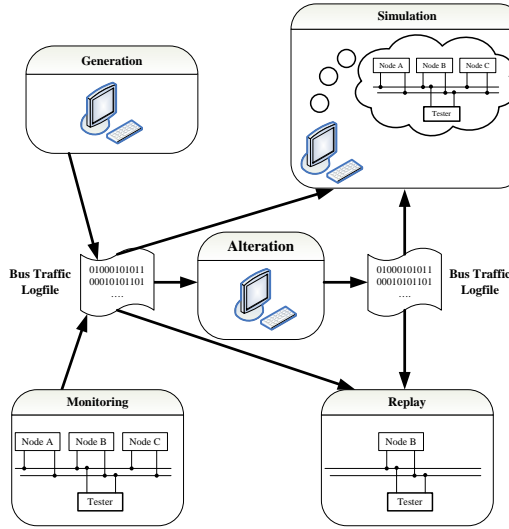 Simulation
Generation
Node A Node B Node C
Tester
Bus Traffic
Logfile
01000101011
00010101101
....
Alteration
01000101011
00010101101
....
Bus Traffic
Logfile
Monitoring
Node A Node B Node C
Tester
Replay
Node B
Tester